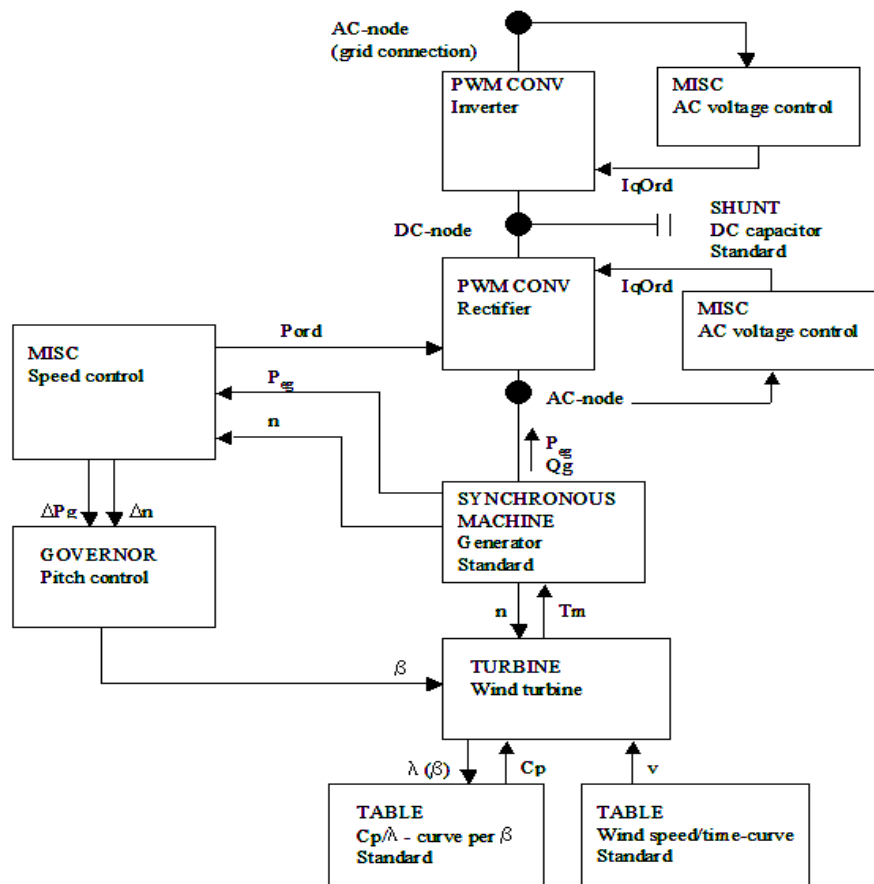 AC-node
(grid connection)
PWM CONV
Inverter
MISC
AC voltage control
IqOrd
DC-node
SHUNT
DC capacitor
Standard
PWM CONV
Rectifier
IqOrd
MISC
AC voltage control
MISC
Speed control
Pord
Peg
n
AC-node
Peg
Qg
ΔPg
Δn
SYNCHRONOUS
MACHINE
Generator
Standard
GOVERNOR
Pitch control
n
Tm
β
TURBINE
Wind turbine
λ (β)
Cp
v
TABLE
Cp/λ - curve per β
Standard
TABLE
Wind speed/time-curve
Standard